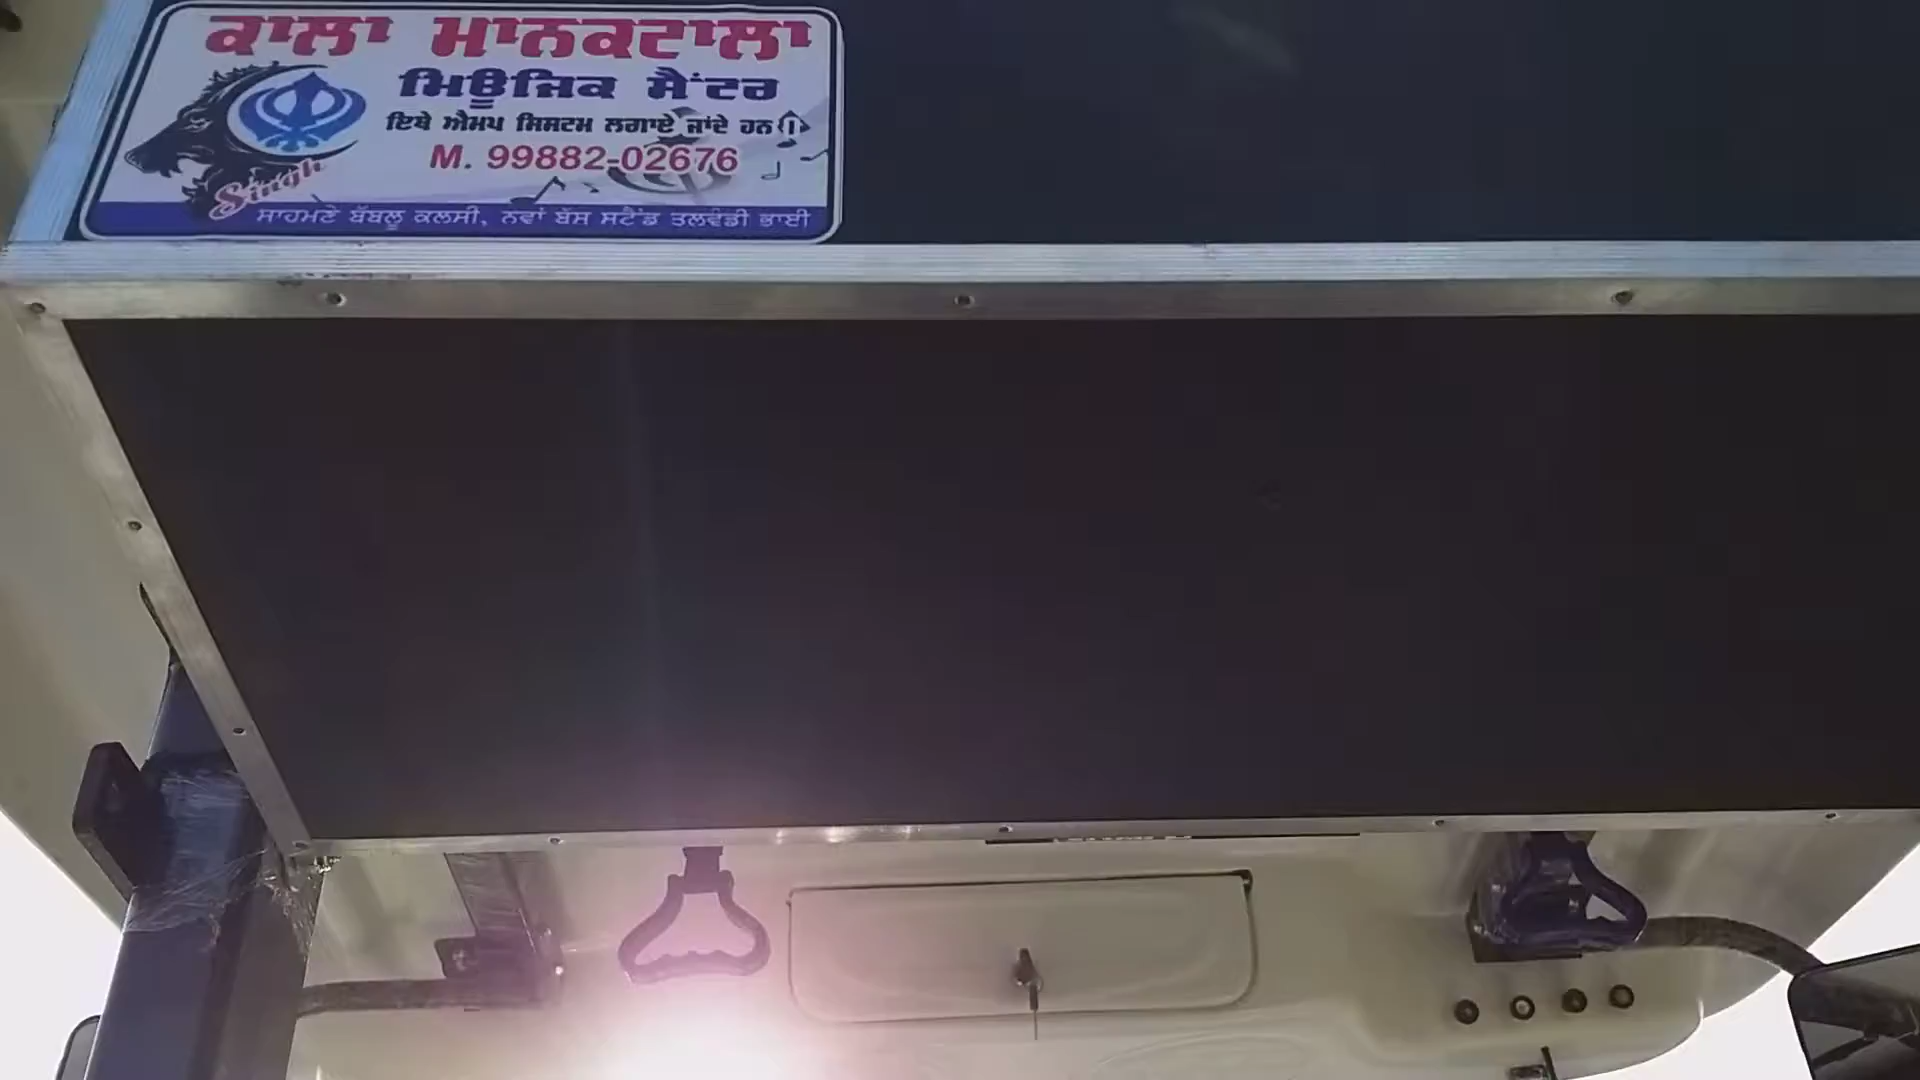 ਕਾਲਾ ਮਾਨਕਟਾਲਾ
ਮਿਊਜਿਕ ਸੈਂਟਰ
ਇਥੇ ਐਮਪ ਸਿਸਟਮ ਲਗਾਏ ਜਾਂਦੇ ਹਨ।
M. 99882-02676
Singh
ਸਾਹਮਣੇ ਬੱਬਲੂ ਕਲਸੀ, ਨਵਾਂ ਬੱਸ ਸਟੈਂਡ ਤਲਵੰਡੀ ਭਾਈ